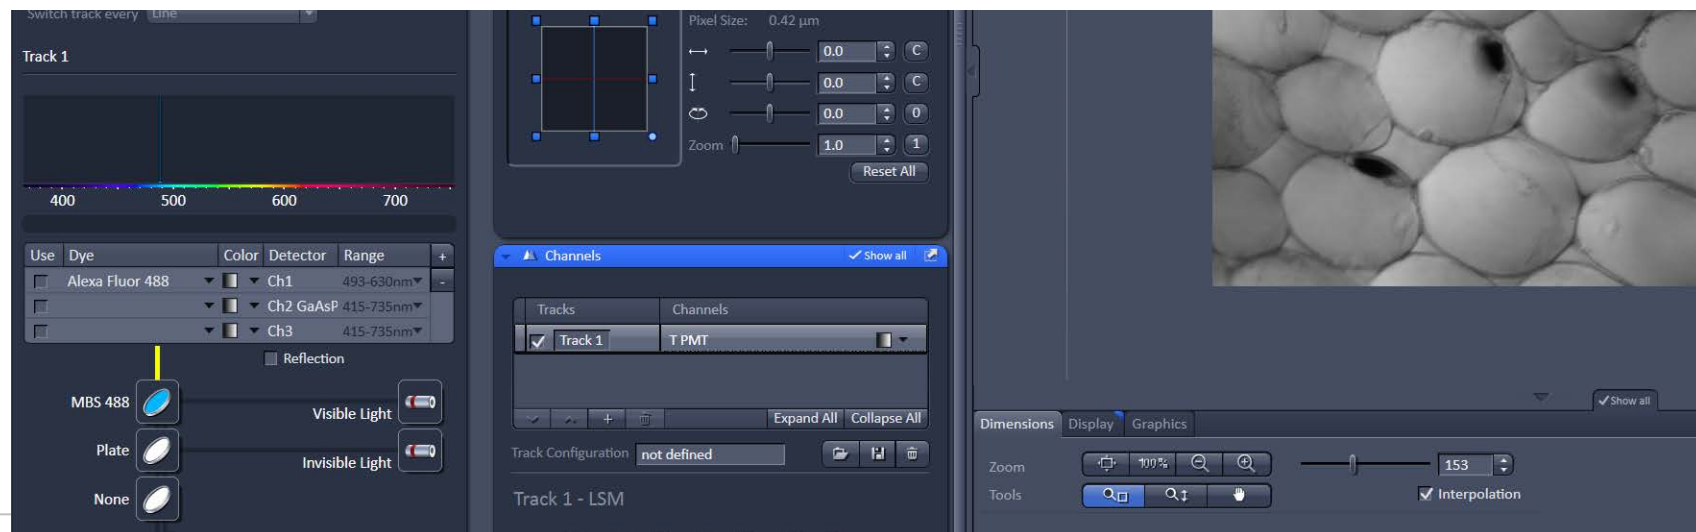 Switch track every Line
Track 1
400 500 600 700
Use Dye Color Detector Range +
Alexa Fluor 488 Ch1 493-630nm -
Ch2 GaAsP 415-735nm
Ch3 415-735nm
Reflection
MBS 488
Visible Light
Plate
Invisible Light
None
Pixel Size: 0.42 µm
0.0 C
0.0 C
0.0 0
Zoom 1.0 1
Reset All
Channels Show all
Tracks Channels
Track 1 T PMT
+ Expand All Collapse All
Track Configuration not defined
Track 1 - LSM
Show all
Dimensions Display Graphics
Zoom 100% 153
Tools Interpolation